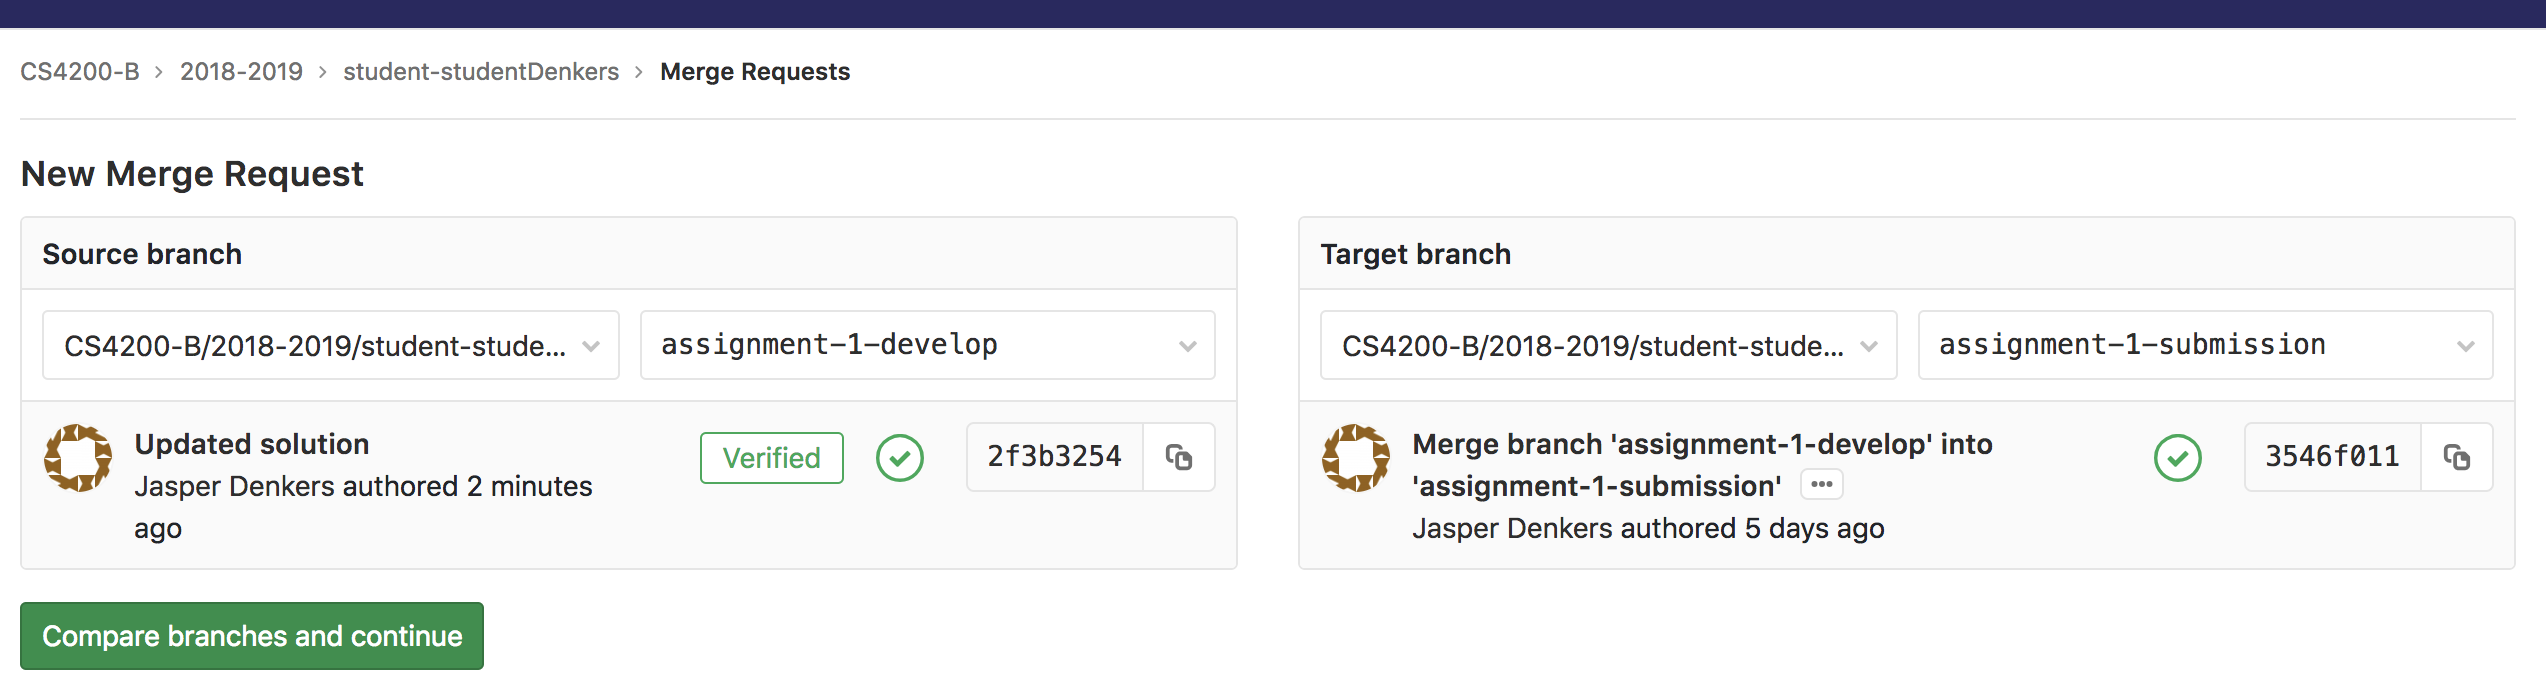 CS4200-B > 2018-2019 > student-studentDenkers > Merge Requests
New Merge Request
Source branch
CS4200-B/2018-2019/student-stude...
assignment-1-develop
Updated solution
Jasper Denkers authored 2 minutes
ago
Verified
2f3b3254
Target branch
CS4200-B/2018-2019/student-stude...
assignment-1-submission
Merge branch 'assignment-1-develop' into
'assignment-1-submission' ...
Jasper Denkers authored 5 days ago
3546f011
Compare branches and continue